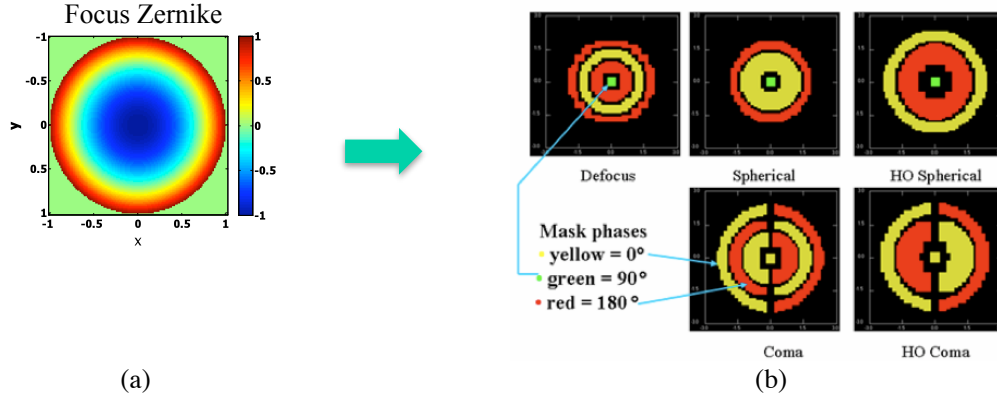 Focus Zernike
-1
-0.5
0
0.5
1
y
-1 -0.5 0 0.5 1
x
1
0.5
0
-0.5
-1
Defocus
Spherical
HO Spherical
Mask phases
yellow = 0°
green = 90°
red = 180°
Coma
HO Coma
(a)
(b)